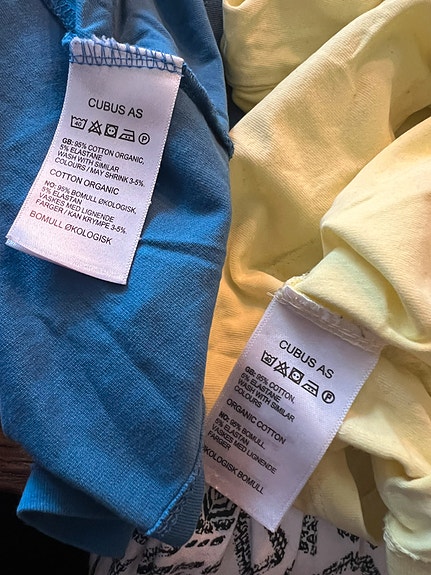 CUBUS AS
40 P
GB: 95% COTTON ORGANIC,
5% ELASTANE
WASH WITH SIMILAR
COLOURS / MAY SHRINK 3-5%
COTTON ORGANIC
NO: 95% BOMULL ØKOLOGISK,
5% ELASTAN
VASKES MED LIGNENDE
FARGER / KAN KRYMPE 3-5%
BOMULL ØKOLOGISK
CUBUS AS
40 P
GB: 95% COTTON,
5% ELASTANE
WASH WITH SIMILAR
COLOURS
ORGANIC COTTON
NO: 95% BOMULL
5% ELASTAN
VASKES MED LIGNENDE
FARGER
ØKOLOGISK BOMULL